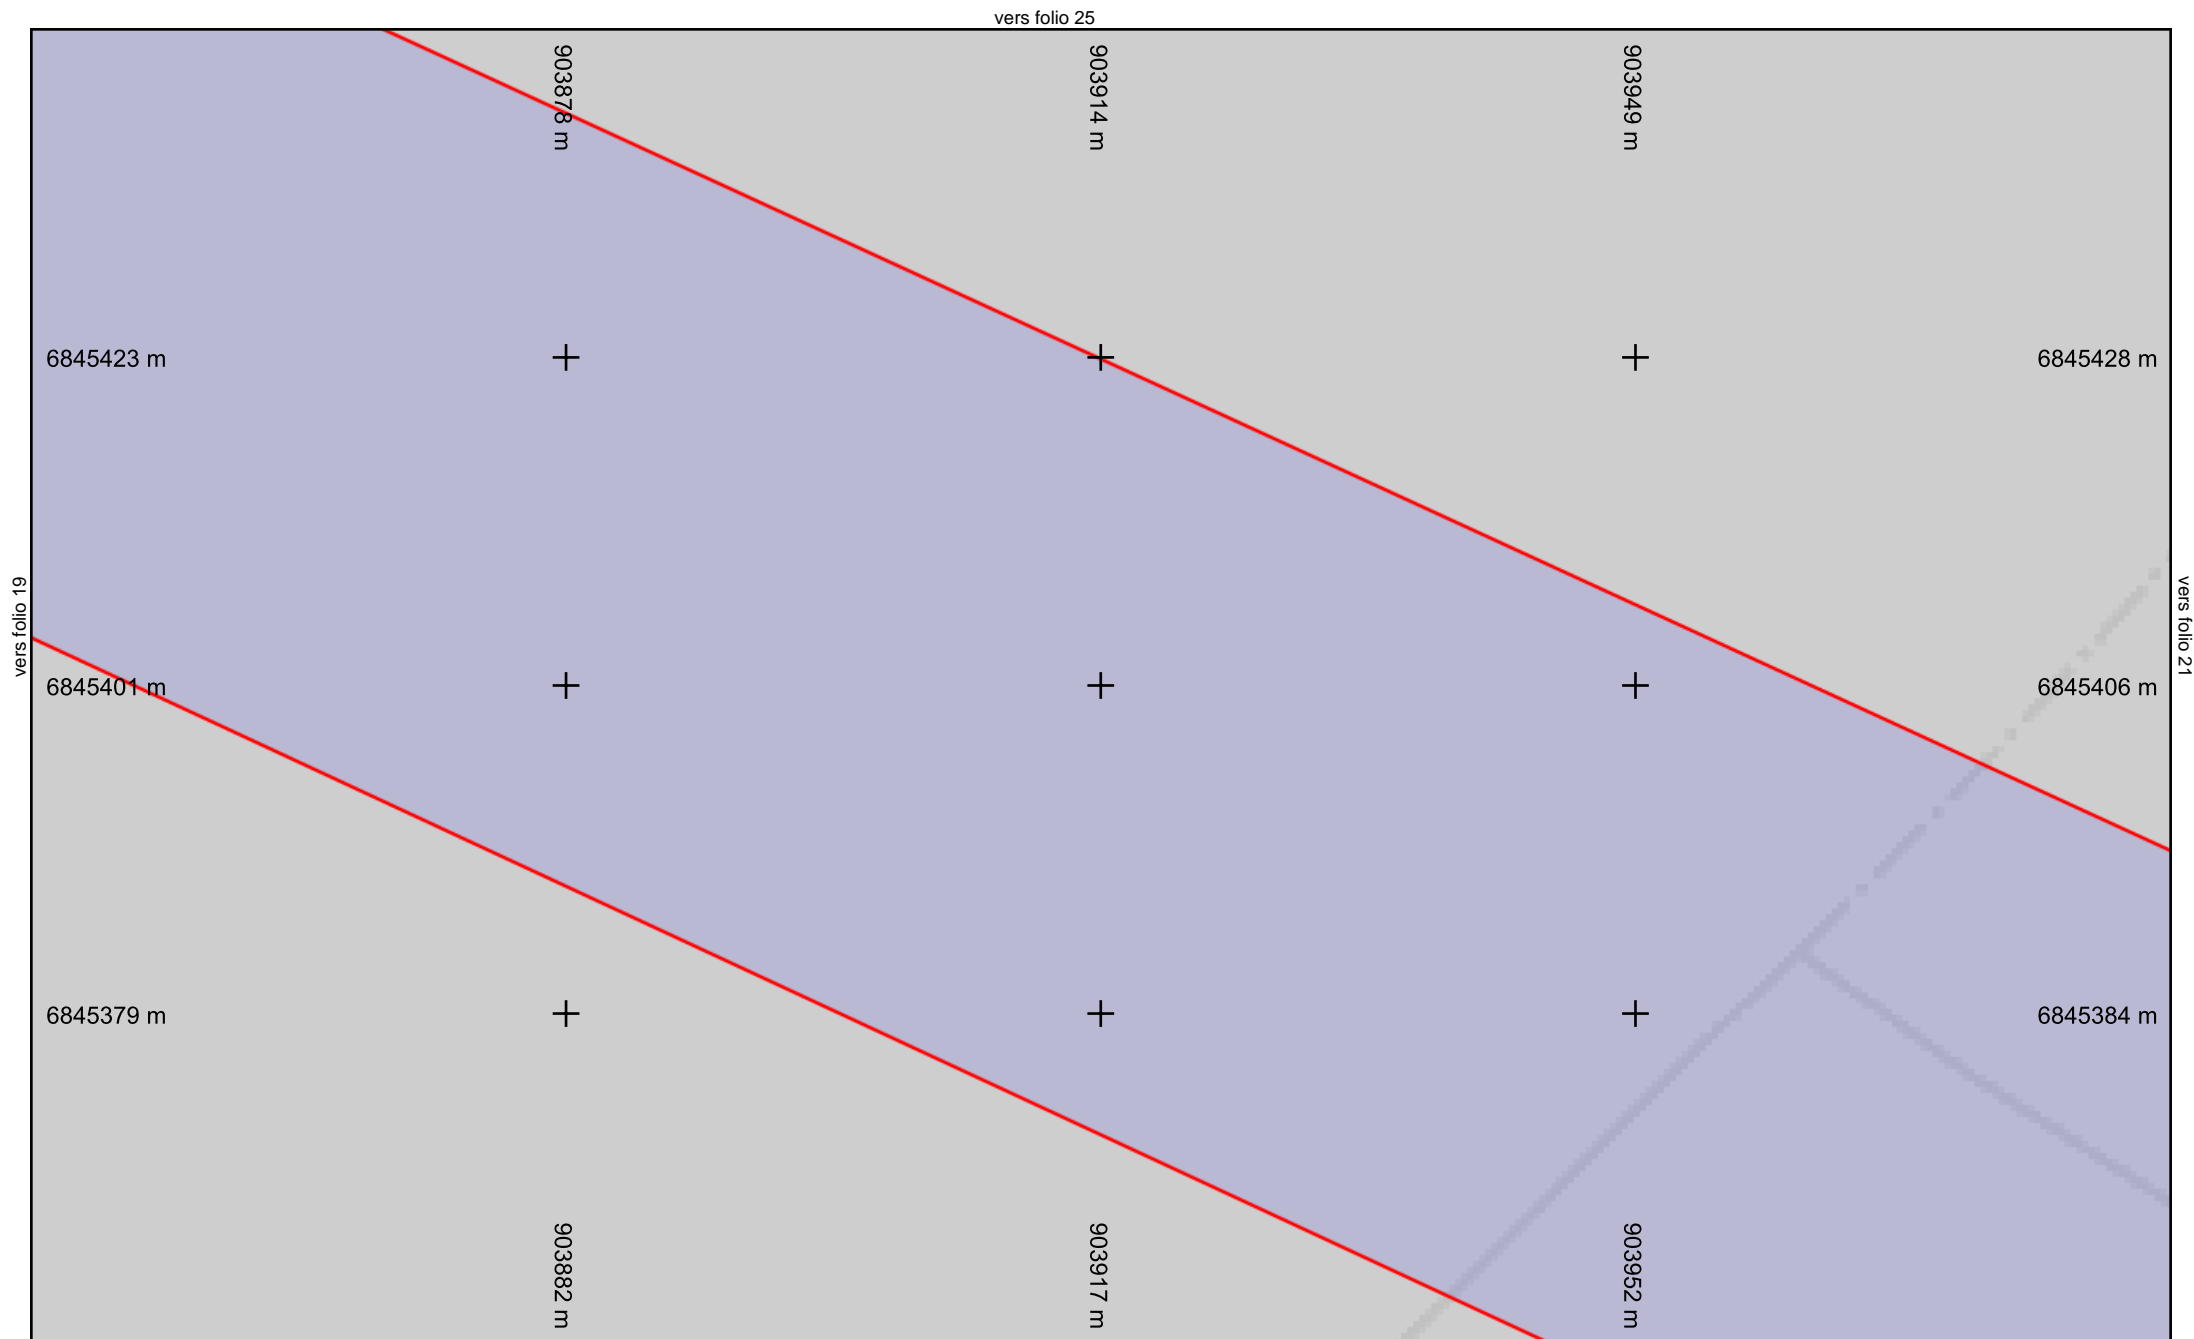 vers folio 25
903878 m
903914 m
903949 m
6845423 m
6845428 m
vers folio 19
vers folio 21
6845401 m
6845406 m
6845379 m
6845384 m
903882 m
903917 m
903952 m